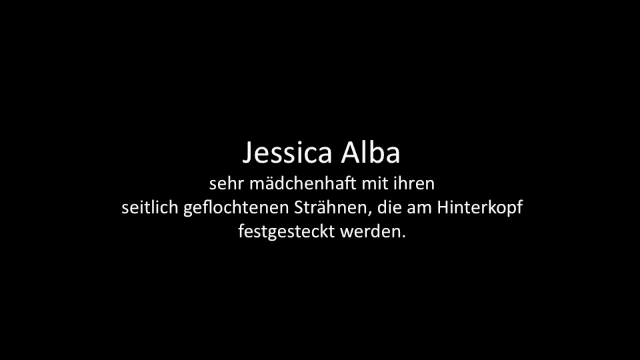 Jessica Alba
sehr mädchenhaft mit ihren
seitlich geflochtenen Strähnen, die am Hinterkopf
festgesteckt werden.